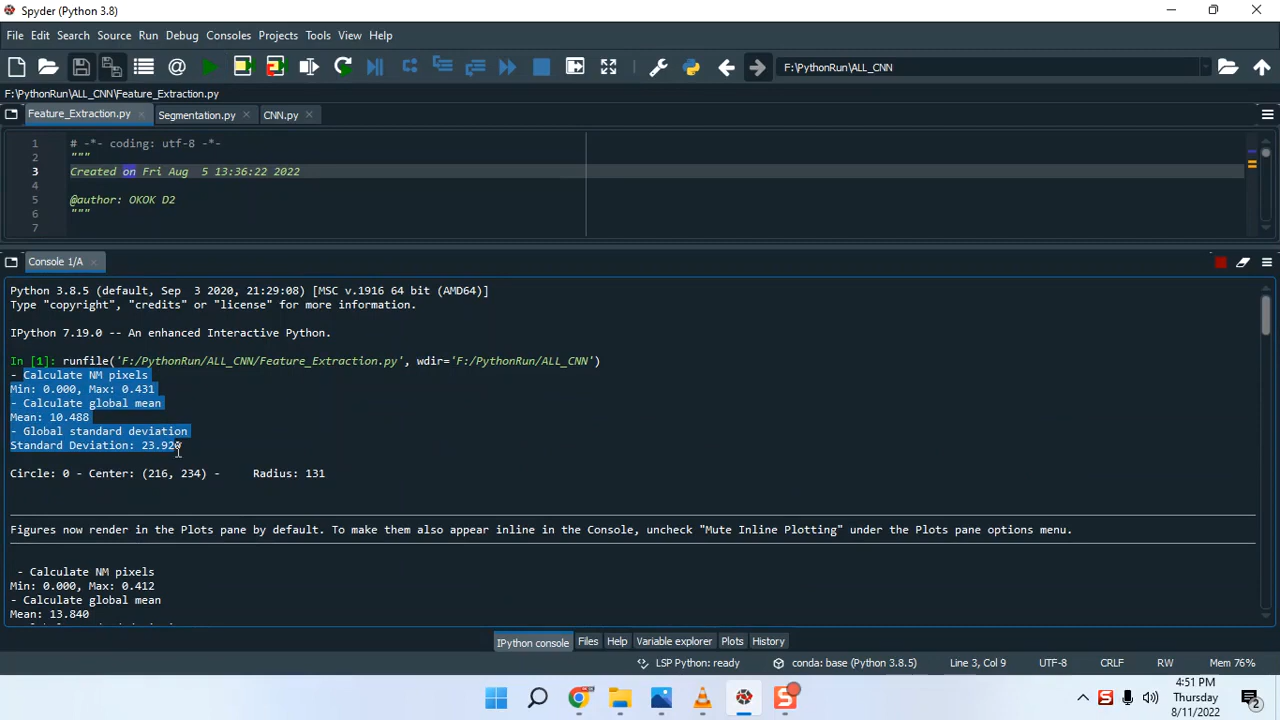 Spyder (Python 3.8)
File Edit Search Source Run Debug Consoles Projects Tools View Help
F:\PythonRun\ALL_CNN
F:\PythonRun\ALL_CNN\Feature_Extraction.py
Feature_Extraction.py Segmentation.py CNN.py
1 # -*- coding: utf-8 -*-
2 """
3 Created on Fri Aug  5 13:36:22 2022
4
5 @author: OKOK D2
6 """
7
Console 1/A
Python 3.8.5 (default, Sep  3 2020, 21:29:08) [MSC v.1916 64 bit (AMD64)]
Type "copyright", "credits" or "license" for more information.
IPython 7.19.0 -- An enhanced Interactive Python.
In [1]: runfile('F:/PythonRun/ALL_CNN/Feature_Extraction.py', wdir='F:/PythonRun/ALL_CNN')
- Calculate NM pixels
Min: 0.000, Max: 0.431
- Calculate global mean
Mean: 10.488
- Global standard deviation
Standard Deviation: 23.920
Circle: 0 - Center: (216, 234) - Radius: 131
Figures now render in the Plots pane by default. To make them also appear inline in the Console, uncheck "Mute Inline Plotting" under the Plots pane options menu.
- Calculate NM pixels
Min: 0.000, Max: 0.412
- Calculate global mean
Mean: 13.840
IPython console Files Help Variable explorer Plots History
LSP Python: ready conda: base (Python 3.8.5) Line 3, Col 9 UTF-8 CRLF RW Mem 76%
4:51 PM
Thursday
8/11/2022
2